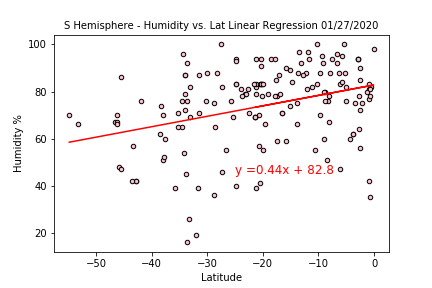 S Hemisphere - Humidity vs. Lat Linear Regression 01/27/2020
100
80
60
40
20
Humidity %
y =0.44x + 82.8
−50 −40 −30 −20 −10 0
Latitude